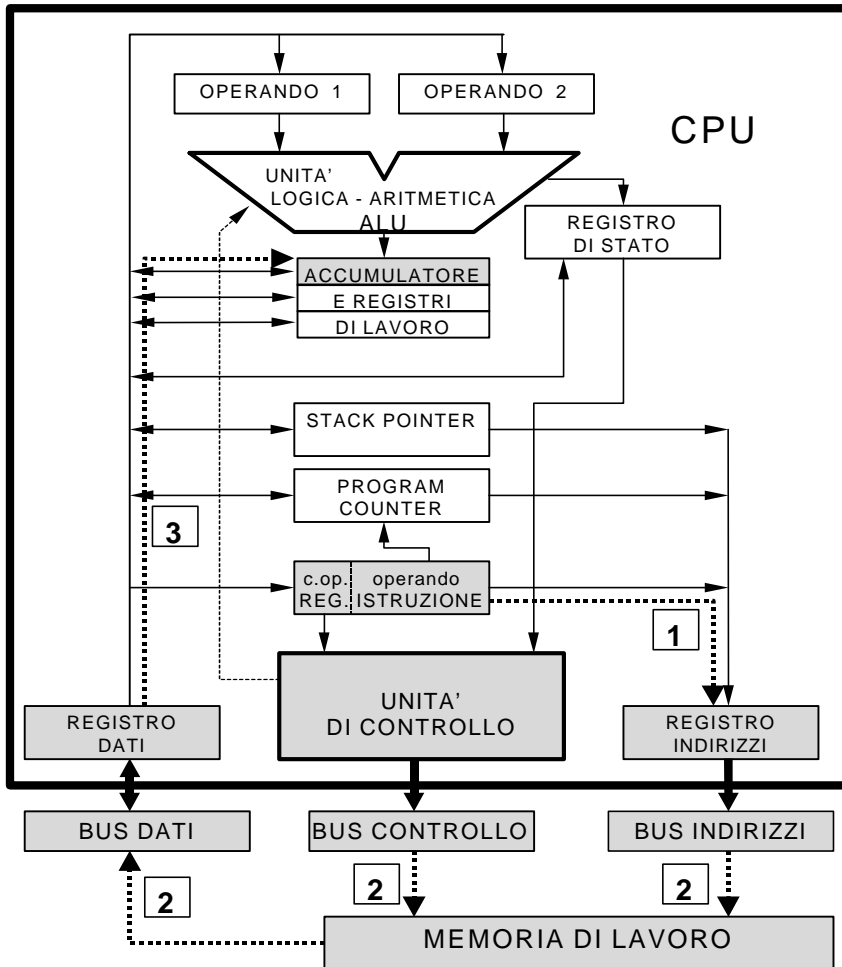 OPERANDO 1
OPERANDO 2
CPU
UNITA'
LOGICA - ARITMETICA
ALU
REGISTRO
DI STATO
ACCUMULATORE
E REGISTRI
DI LAVORO
STACK POINTER
PROGRAM
COUNTER
3
c.op. operando
REG. ISTRUZIONE
1
UNITA'
DI CONTROLLO
REGISTRO
DATI
REGISTRO
INDIRIZZI
BUS DATI
BUS CONTROLLO
BUS INDIRIZZI
2
2
2
MEMORIA DI LAVORO